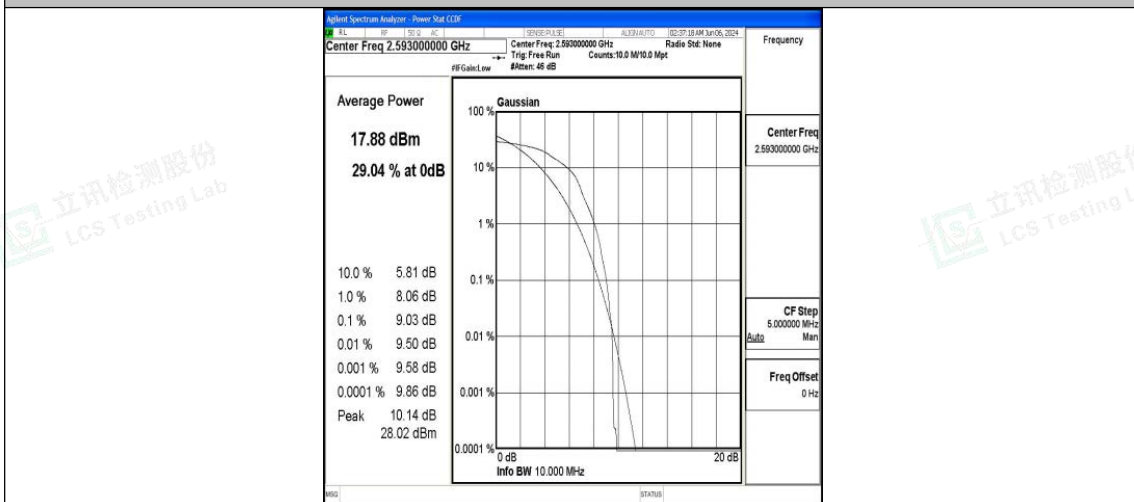 Agilent Spectrum Analyzer - Power Stat CCDF
RL RF 50 Ω AC SENSE:PULSE ALIGN AUTO 02:37:18 AM Jun 06, 2024
Center Freq 2.593000000 GHz
Center Freq: 2.593000000 GHz Radio Std: None
Trig: Free Run Counts:10.0 M/10.0 Mpt
#IFGain:Low #Atten: 46 dB
Frequency
Average Power
17.88 dBm
29.04 % at 0dB
10.0 % 5.81 dB
1.0 % 8.06 dB
0.1 % 9.03 dB
0.01 % 9.50 dB
0.001 % 9.58 dB
0.0001 % 9.86 dB
Peak 10.14 dB
28.02 dBm
Gaussian
100 %
10 %
1 %
0.1 %
0.01 %
0.001 %
0.0001 %
0 dB 20 dB
Info BW 10.000 MHz
Center Freq
2.593000000 GHz
CF Step
5.000000 MHz
Auto Man
Freq Offset
0 Hz
MSG STATUS
立讯检测股份
LCS Testing Lab
立讯检测股份
LCS Testing L